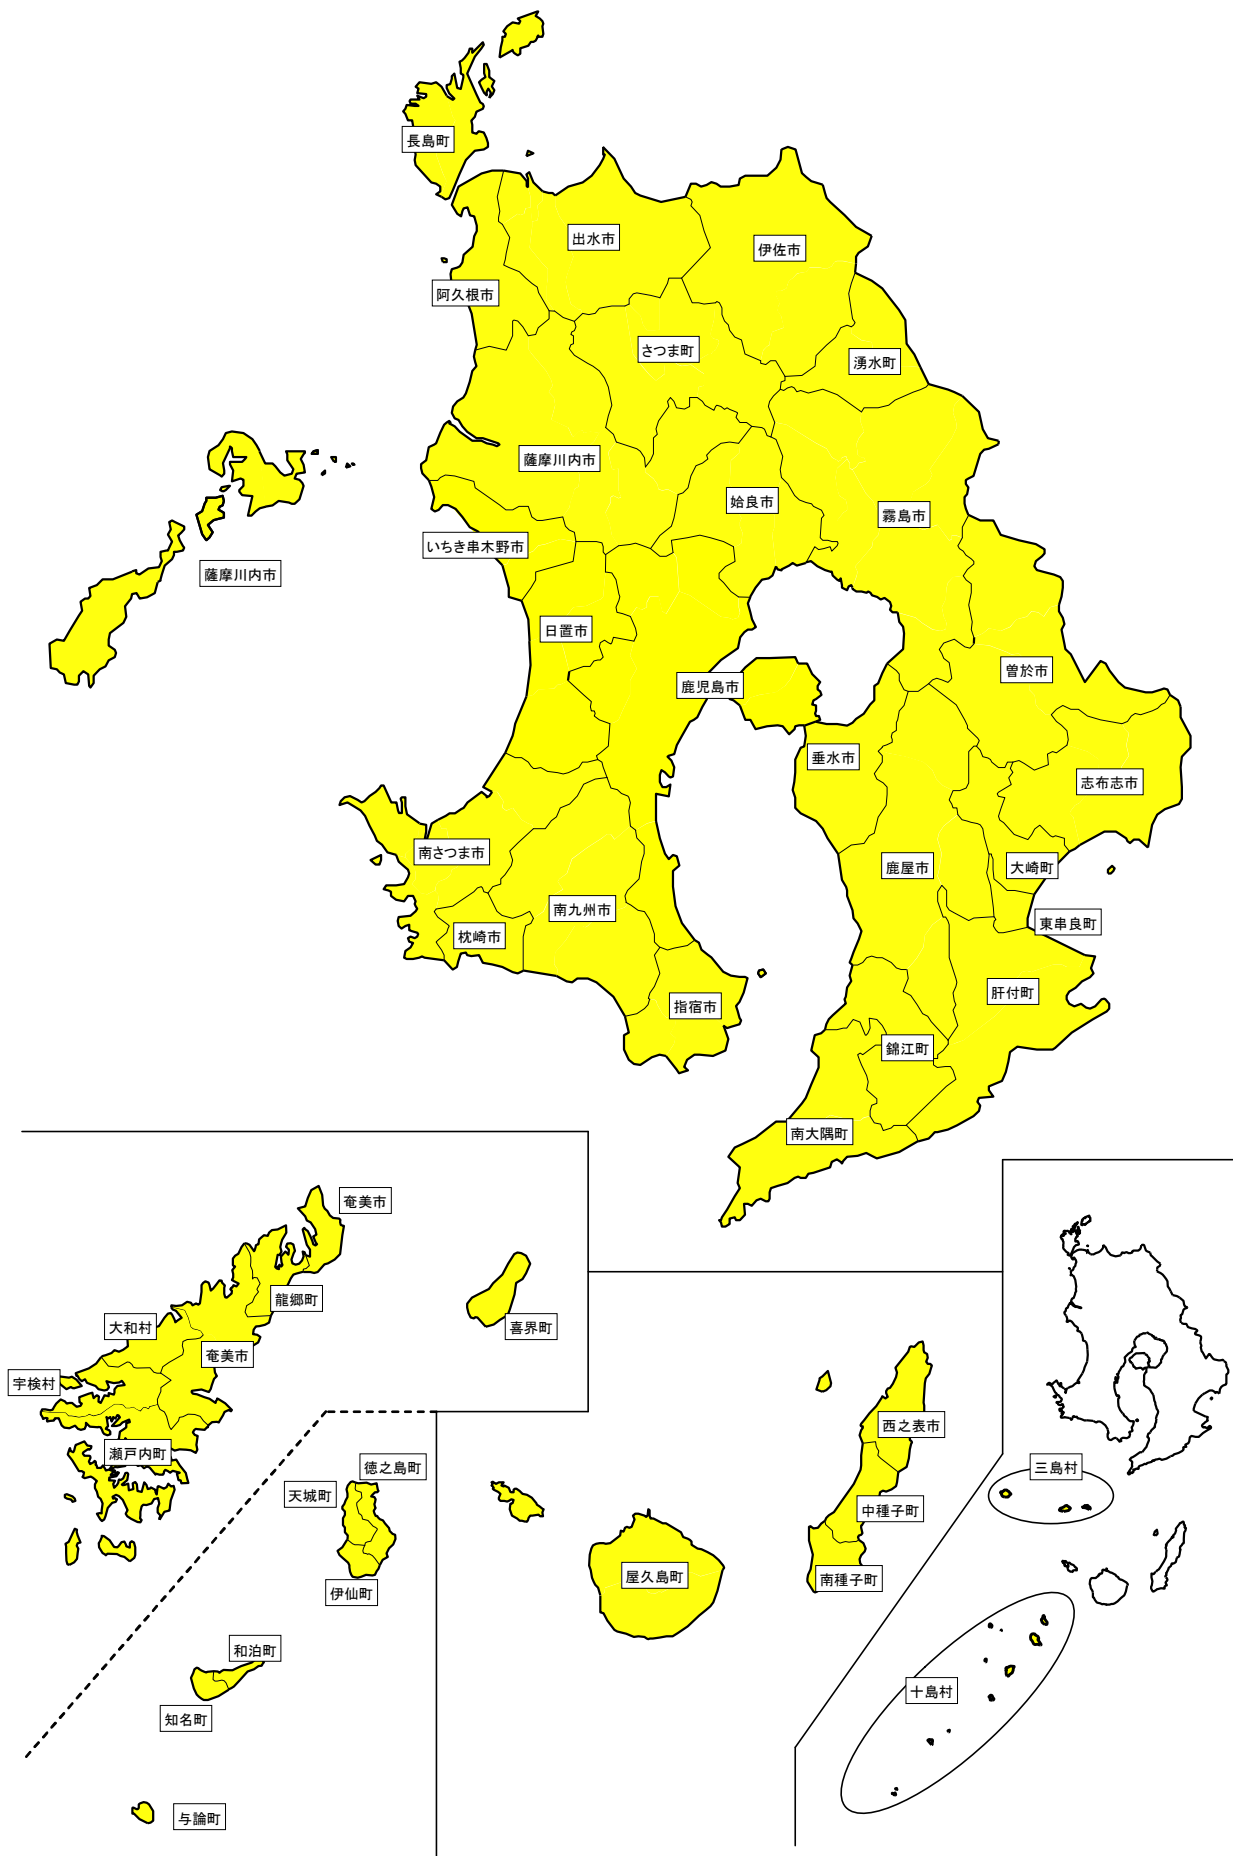 長島町
出水市
伊佐市
阿久根市
さつま町
湧水町
薩摩川内市
姶良市
霧島市
いちき串木野市
薩摩川内市
日置市
曽於市
鹿児島市
垂水市
志布志市
南さつま市
鹿屋市
大崎町
南九州市
東串良町
枕崎市
肝付町
指宿市
錦江町
南大隅町
奄美市
龍郷町
喜界町
大和村
奄美市
宇検村
瀬戸内町
西之表市
徳之島町
三島村
天城町
中種子町
屋久島町
南種子町
伊仙町
和泊町
十島村
知名町
与論町